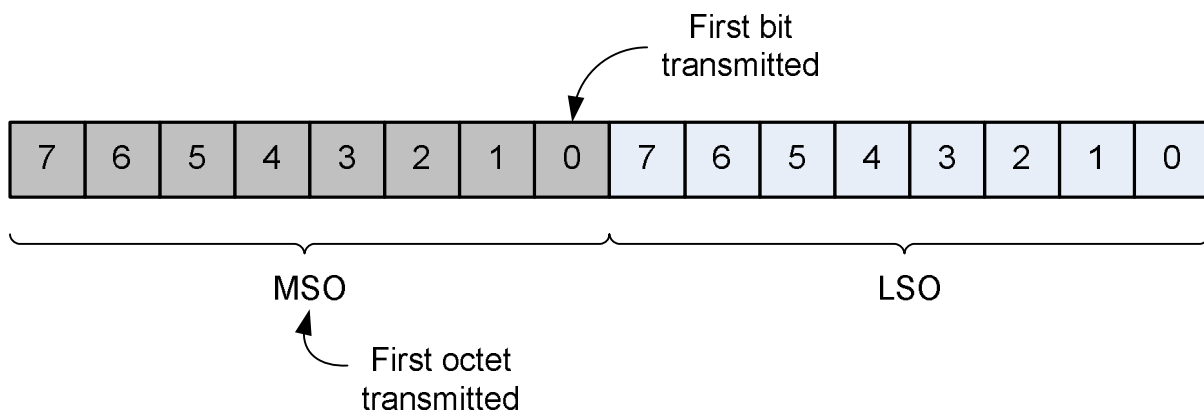 First bit
transmitted
7 6 5 4 3 2 1 0 7 6 5 4 3 2 1 0
MSO LSO
First octet
transmitted